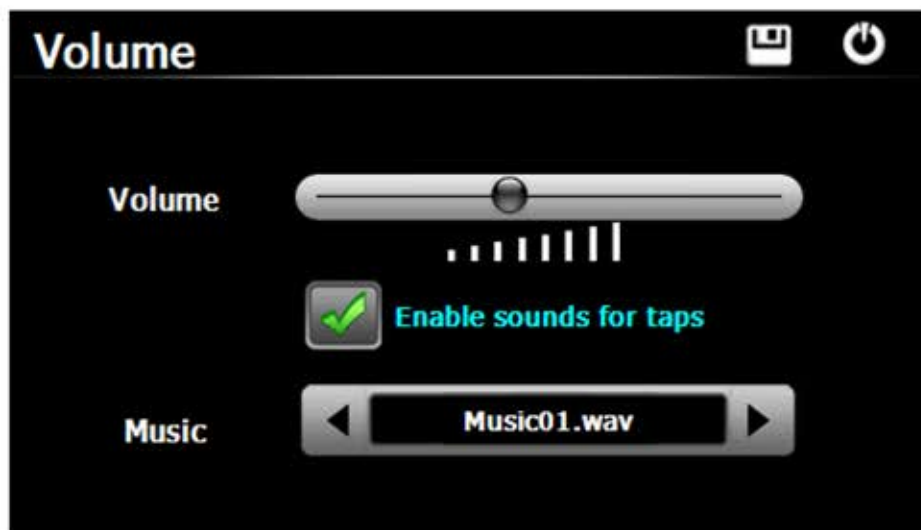 Volume
Volume
Enable sounds for taps
Music
Music01.wav